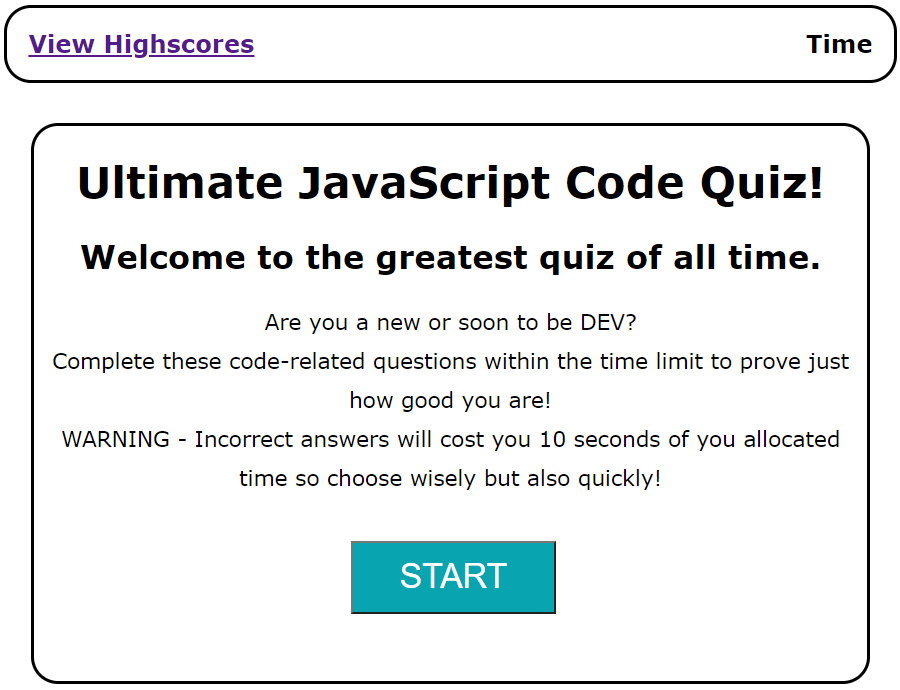 View Highscores
Time
Ultimate JavaScript Code Quiz!
Welcome to the greatest quiz of all time.
Are you a new or soon to be DEV?
Complete these code-related questions within the time limit to prove just
how good you are!
WARNING - Incorrect answers will cost you 10 seconds of you allocated
time so choose wisely but also quickly!
START